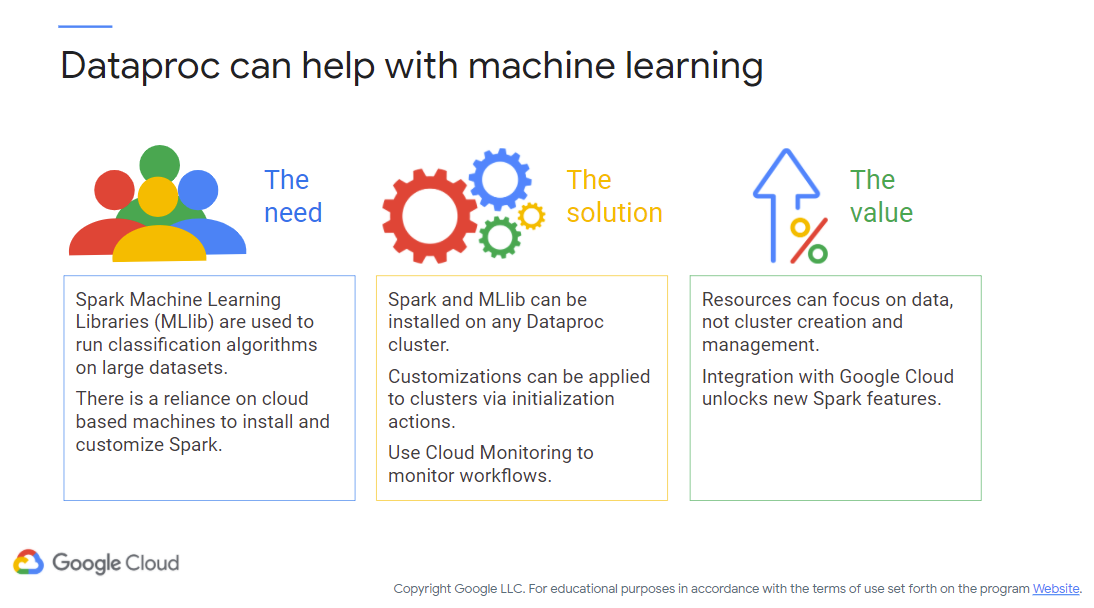 Dataproc can help with machine learning
The
need
Spark Machine Learning
Libraries (MLlib) are used to
run classification algorithms
on large datasets.
There is a reliance on cloud
based machines to install and
customize Spark.
The
solution
Spark and MLlib can be
installed on any Dataproc
cluster.
Customizations can be applied
to clusters via initialization
actions.
Use Cloud Monitoring to
monitor workflows.
The
value
Resources can focus on data,
not cluster creation and
management.
Integration with Google Cloud
unlocks new Spark features.
Google Cloud
Copyright Google LLC. For educational purposes in accordance with the terms of use set forth on the program Website.